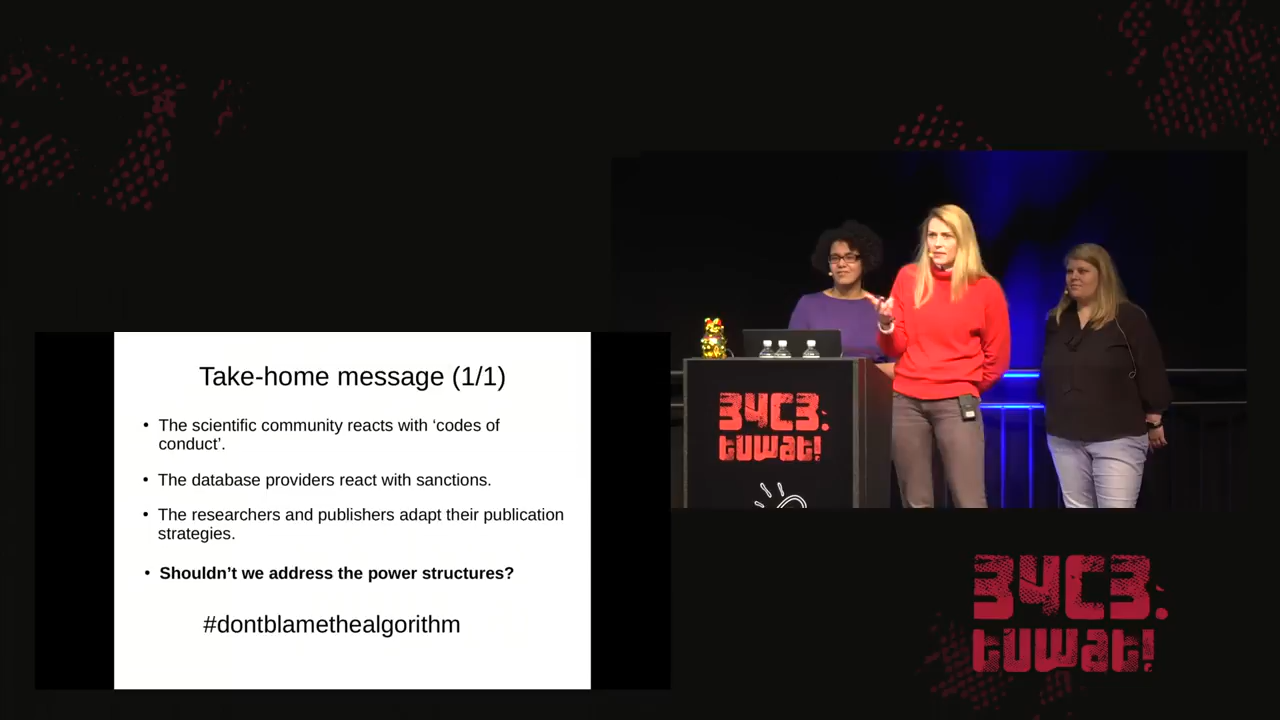 Take-home message (1/1)
• The scientific community reacts with ‘codes of
conduct’.
• The database providers react with sanctions.
• The researchers and publishers adapt their publication
strategies.
• Shouldn’t we address the power structures?
#dontblamethealgorithm
34C3:
tuwat!
34C3.
tuwat!